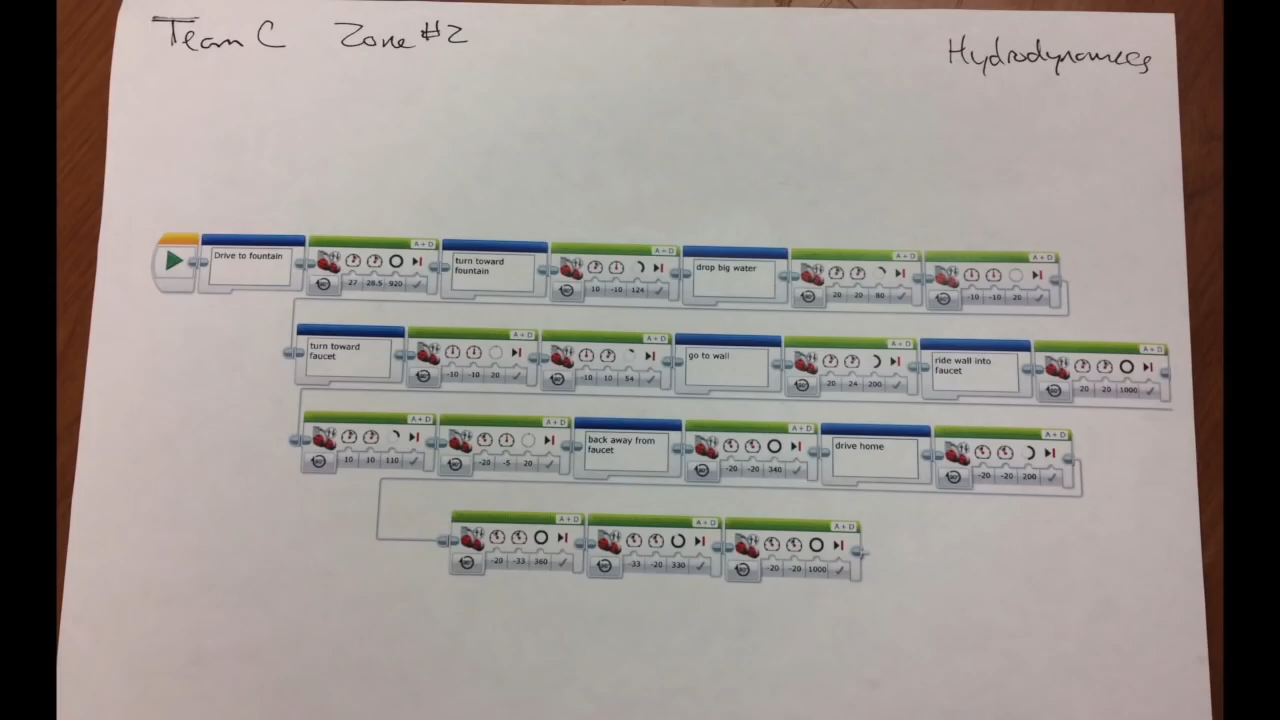 Team C Zone #2
Hydrodynamics
Drive to fountain
A + D
27 28.5 920
turn toward
fountain
A + D
10 -10 124
drop big water
A + D
20 20 80
A + D
-10 -10 20
turn toward
faucet
A + D
-10 -10 20
A + D
-10 10 54
go to wall
A + D
20 24 200
ride wall into
faucet
A + D
20 20 1000
A + D
10 10 110
A + D
-20 -5 20
back away from
faucet
A + D
-20 -20 340
drive home
A + D
-20 -20 200
A + D
-20 -33 360
A + D
-33 -20 330
A + D
-20 -20 1000